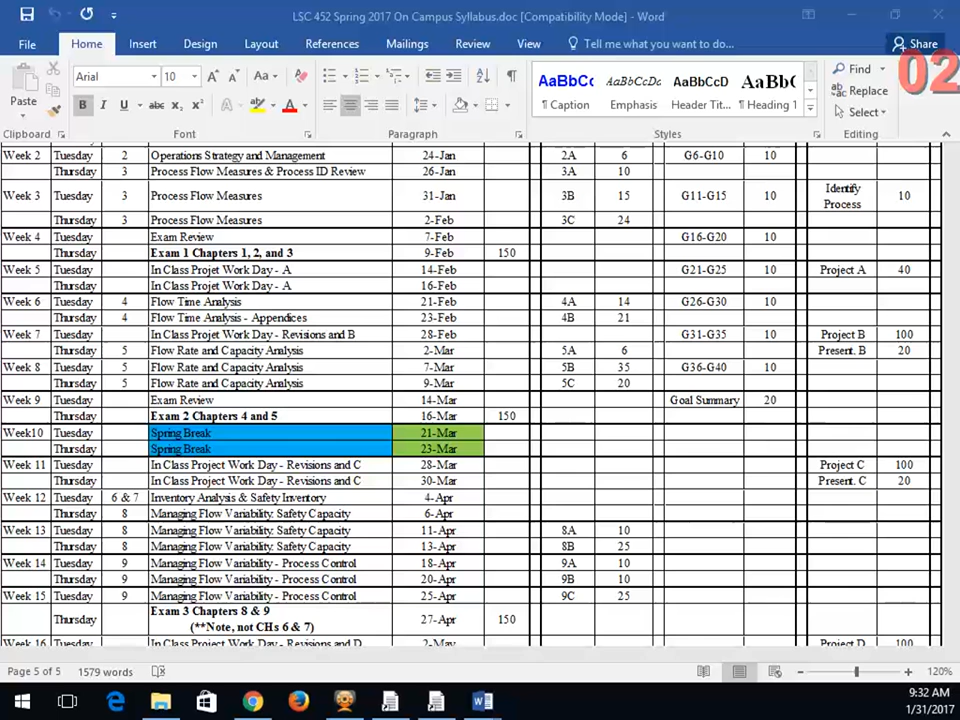 LSC 452 Spring 2017 On Campus Syllabus.doc [Compatibility Mode] - Word
File Home Insert Design Layout References Mailings Review View Tell me what you want to do... Share
02
Paste Arial 10 Aa
B I U abc x₂ x² A A
AaBbCc AaBbCcDc AaBbCcD AaBb(
¶ Caption Emphasis Header Tit... ¶ Heading 1
Find
Replace
Select
Clipboard Font Paragraph Styles Editing
Week 2 Tuesday 2 Operations Strategy and Management 24-Jan 2A 6 G6-G10 10
Thursday 3 Process Flow Measures & Process ID Review 26-Jan 3A 10
Week 3 Tuesday 3 Process Flow Measures 31-Jan 3B 15 G11-G15 10 Identify Process 10
Thursday 3 Process Flow Measures 2-Feb 3C 24
Week 4 Tuesday Exam Review 7-Feb G16-G20 10
Thursday Exam 1 Chapters 1, 2, and 3 9-Feb 150
Week 5 Tuesday In Class Projet Work Day - A 14-Feb G21-G25 10 Project A 40
Thursday In Class Projet Work Day - A 16-Feb
Week 6 Tuesday 4 Flow Time Analysis 21-Feb 4A 14 G26-G30 10
Thursday 4 Flow Time Analysis - Appendices 23-Feb 4B 21
Week 7 Tuesday In Class Projet Work Day - Revisions and B 28-Feb G31-G35 10 Project B 100
Thursday 5 Flow Rate and Capacity Analysis 2-Mar 5A 6 Present. B 20
Week 8 Tuesday 5 Flow Rate and Capacity Analysis 7-Mar 5B 35 G36-G40 10
Thursday 5 Flow Rate and Capacity Analysis 9-Mar 5C 20
Week 9 Tuesday Exam Review 14-Mar Goal Summary 20
Thursday Exam 2 Chapters 4 and 5 16-Mar 150
Week10 Tuesday Spring Break 21-Mar
Thursday Spring Break 23-Mar
Week 11 Tuesday In Class Project Work Day - Revisions and C 28-Mar Project C 100
Thursday In Class Project Work Day - Revisions and C 30-Mar Present. C 20
Week 12 Tuesday 6 & 7 Inventory Analysis & Safety Inventory 4-Apr
Thursday 8 Managing Flow Variability: Safety Capacity 6-Apr
Week 13 Tuesday 8 Managing Flow Variability: Safety Capacity 11-Apr 8A 10
Thursday 8 Managing Flow Variability: Safety Capacity 13-Apr 8B 25
Week 14 Tuesday 9 Managing Flow Variability - Process Control 18-Apr 9A 10
Thursday 9 Managing Flow Variability - Process Control 20-Apr 9B 10
Week 15 Tuesday 9 Managing Flow Variability - Process Control 25-Apr 9C 25
Thursday Exam 3 Chapters 8 & 9 27-Apr 150
(**Note, not CHs 6 & 7)
Week 16 Tuesday In Class Project Work Day - Revisions and D 2-May Project D 100
Page 5 of 5 1579 words 120%
9:32 AM
1/31/2017